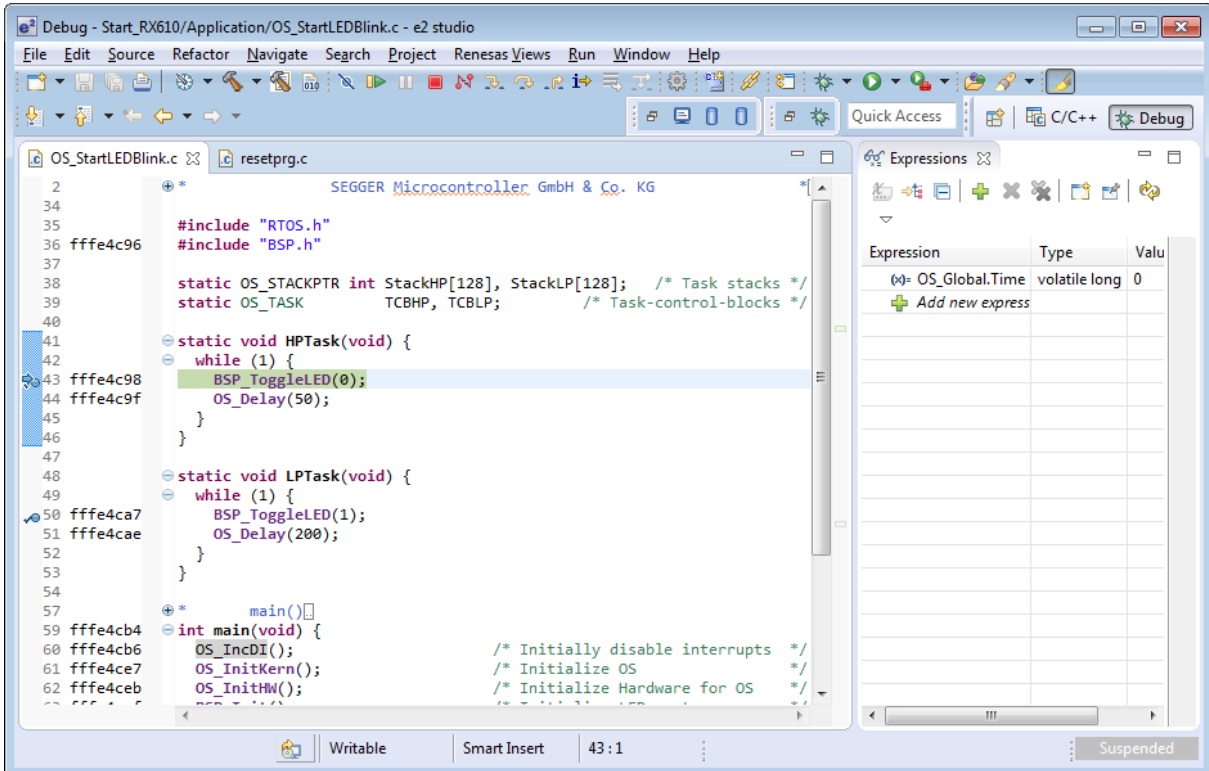 Debug - Start_RX610/Application/OS_StartLEDBlink.c - e2 studio
File Edit Source Refactor Navigate Search Project Renesas Views Run Window Help
Quick Access C/C++ Debug
OS_StartLEDBlink.c resetprg.c
2 * SEGGER Microcontroller GmbH & Co. KG *
34
35 #include "RTOS.h"
36 fffe4c96 #include "BSP.h"
37
38 static OS_STACKPTR int StackHP[128], StackLP[128]; /* Task stacks */
39 static OS_TASK TCBHP, TCBLP; /* Task-control-blocks */
40
41 static void HPTask(void) {
42 while (1) {
43 fffe4c98 BSP_ToggleLED(0);
44 fffe4c9f OS_Delay(50);
45 }
46 }
47
48 static void LPTask(void) {
49 while (1) {
50 fffe4ca7 BSP_ToggleLED(1);
51 fffe4cae OS_Delay(200);
52 }
53 }
54
57 * main()
59 fffe4cb4 int main(void) {
60 fffe4cb6 OS_IncDI(); /* Initially disable interrupts */
61 fffe4ce7 OS_InitKern(); /* Initialize OS */
62 fffe4ceb OS_InitHW(); /* Initialize Hardware for OS */
Expressions
Expression Type Valu
(x)= OS_Global.Time volatile long 0
Add new express
Writable Smart Insert 43 : 1 Suspended